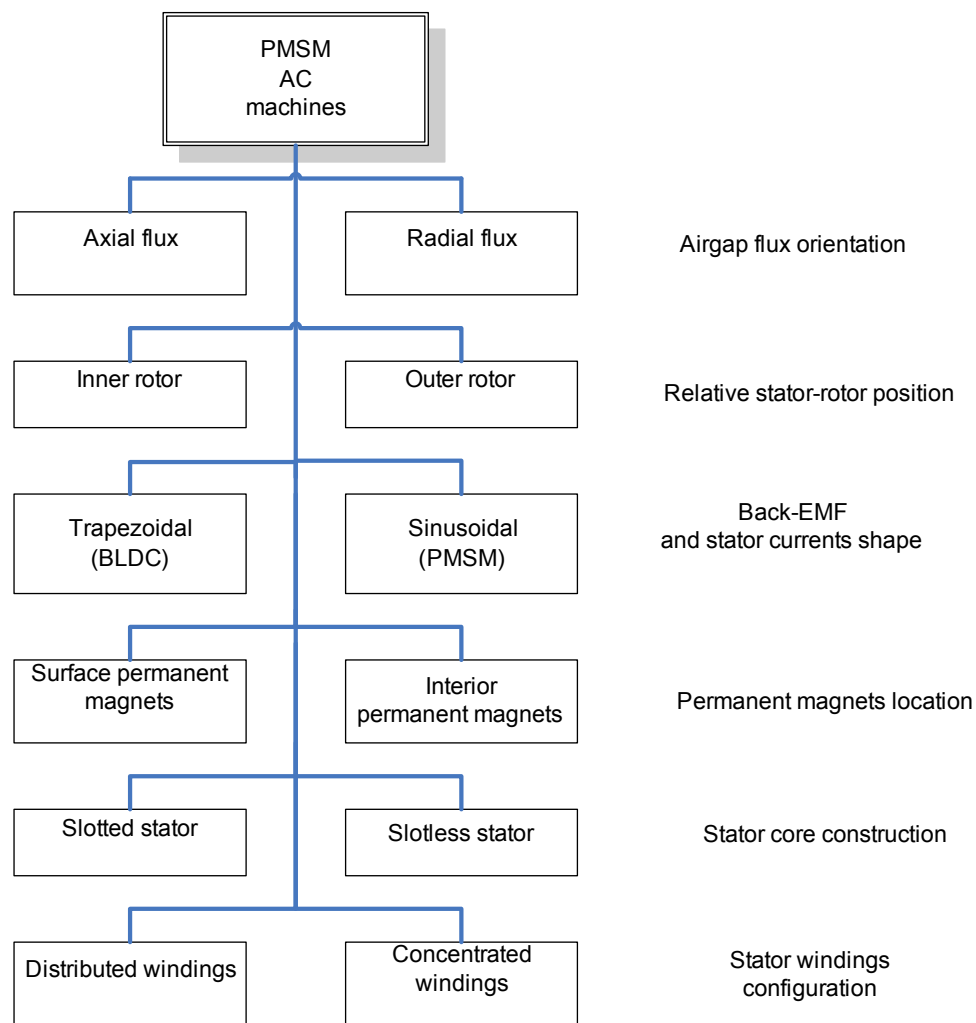 PMSM
AC
machines
Axial flux
Radial flux
Airgap flux orientation
Inner rotor
Outer rotor
Relative stator-rotor position
Trapezoidal
(BLDC)
Sinusoidal
(PMSM)
Back-EMF
and stator currents shape
Surface permanent
magnets
Interior
permanent magnets
Permanent magnets location
Slotted stator
Slotless stator
Stator core construction
Distributed windings
Concentrated
windings
Stator windings
configuration